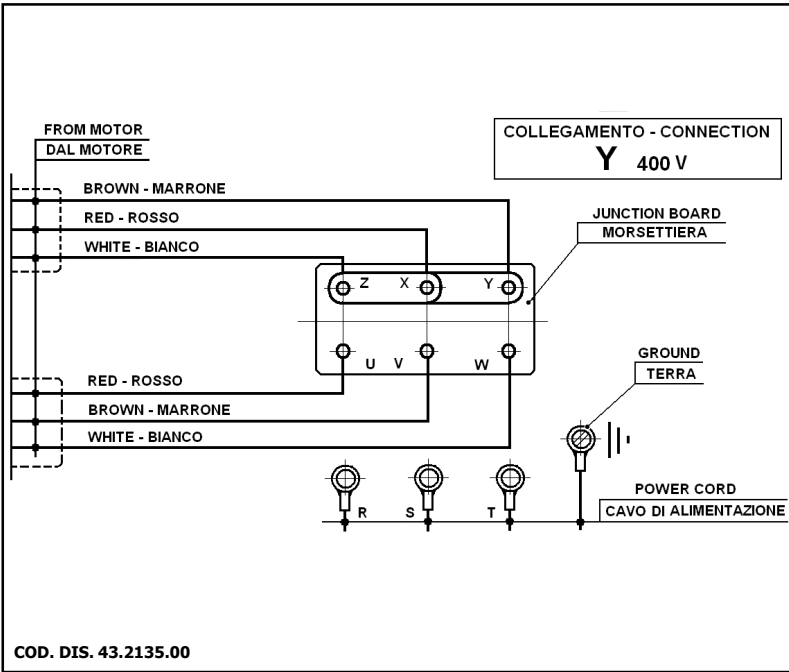 FROM MOTOR
DAL MOTORE
COLLEGAMENTO - CONNECTION
Y 400 V
BROWN - MARRONE
RED - ROSSO
WHITE - BIANCO
JUNCTION BOARD
MORSETTIERA
Z X Y
U V W
GROUND
TERRA
RED - ROSSO
BROWN - MARRONE
WHITE - BIANCO
R S T
POWER CORD
CAVO DI ALIMENTAZIONE
COD. DIS. 43.2135.00